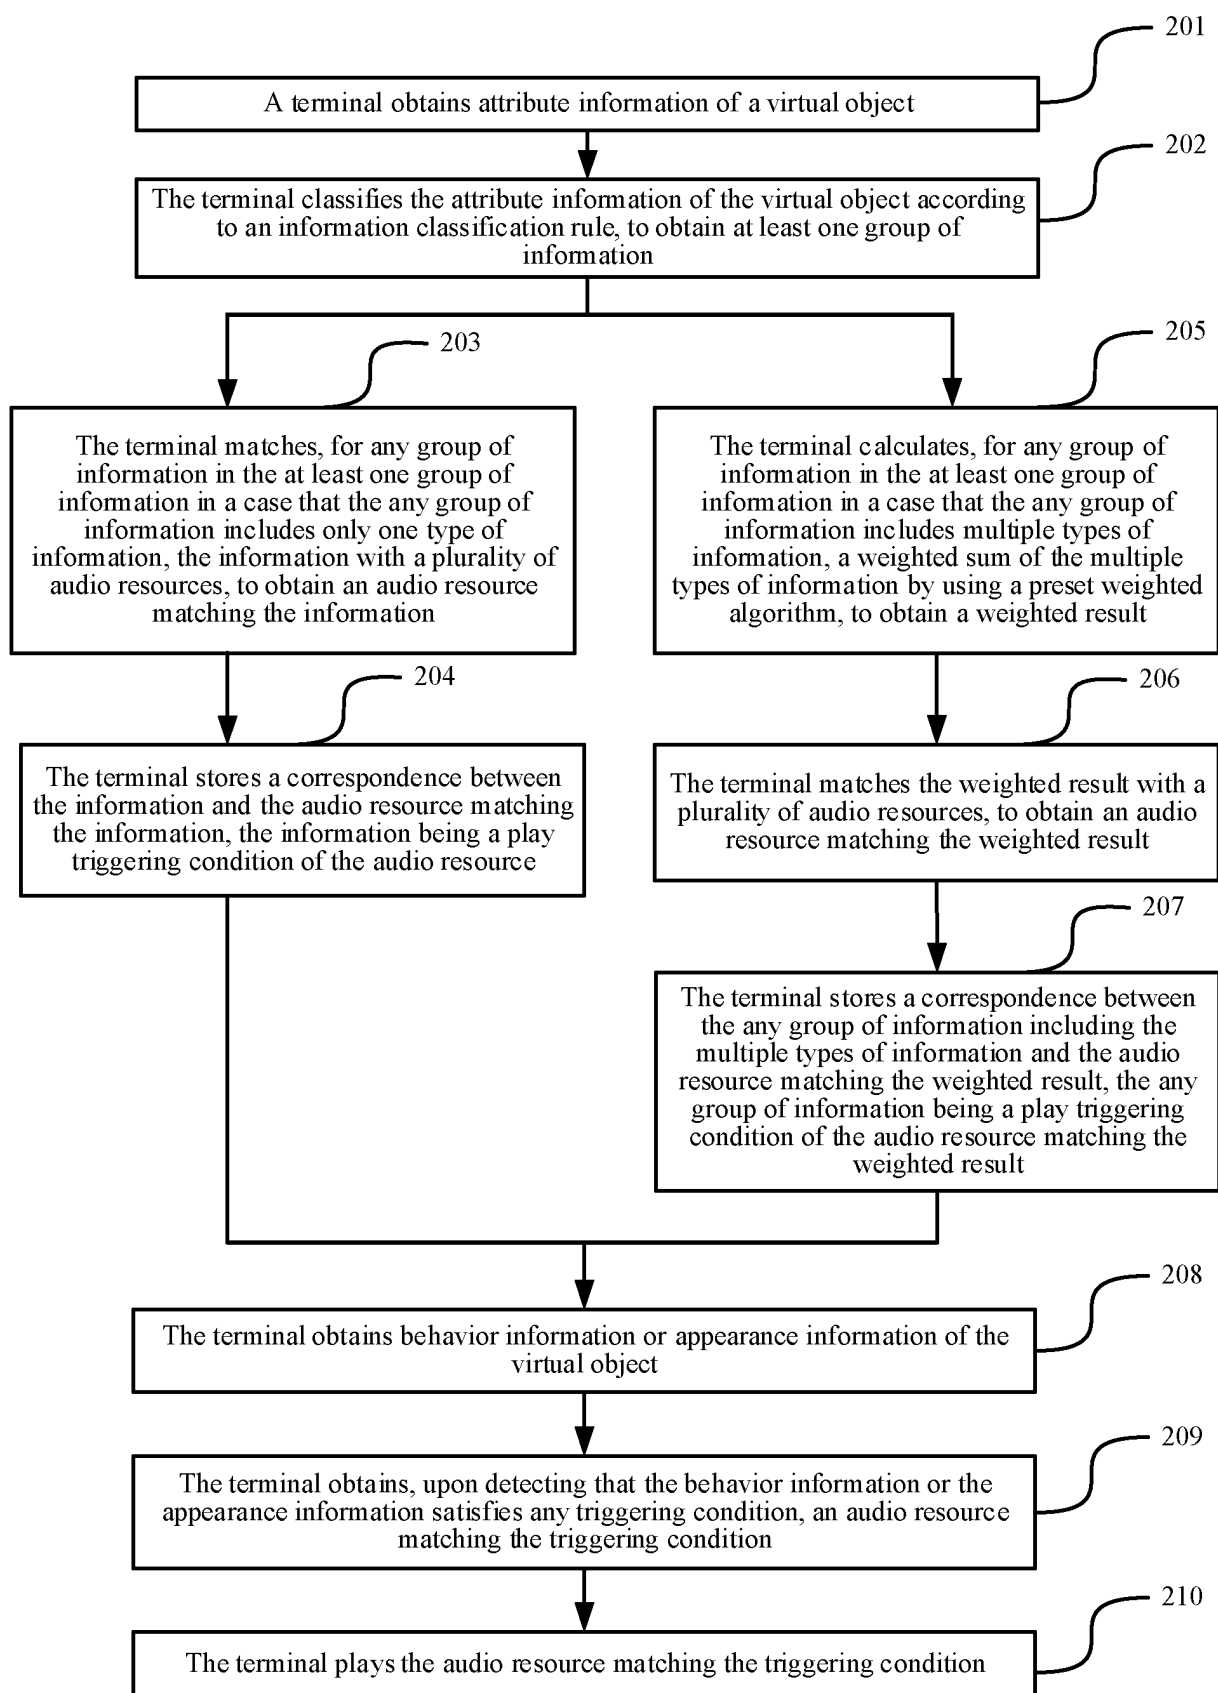 201
A terminal obtains attribute information of a virtual object
202
The terminal classifies the attribute information of the virtual object according
to an information classification rule, to obtain at least one group of
information
203
The terminal matches, for any group of
information in the at least one group of
information in a case that the any group of
information includes only one type of
information, the information with a plurality of
audio resources, to obtain an audio resource
matching the information
204
The terminal stores a correspondence between
the information and the audio resource matching
the information, the information being a play
triggering condition of the audio resource
205
The terminal calculates, for any group of
information in the at least one group of
information in a case that the any group of
information includes multiple types of
information, a weighted sum of the multiple
types of information by using a preset weighted
algorithm, to obtain a weighted result
206
The terminal matches the weighted result with a
plurality of audio resources, to obtain an audio
resource matching the weighted result
207
The terminal stores a correspondence between
the any group of information including the
multiple types of information and the audio
resource matching the weighted result, the any
group of information being a play triggering
condition of the audio resource matching the
weighted result
208
The terminal obtains behavior information or appearance information of the
virtual object
209
The terminal obtains, upon detecting that the behavior information or the
appearance information satisfies any triggering condition, an audio resource
matching the triggering condition
210
The terminal plays the audio resource matching the triggering condition